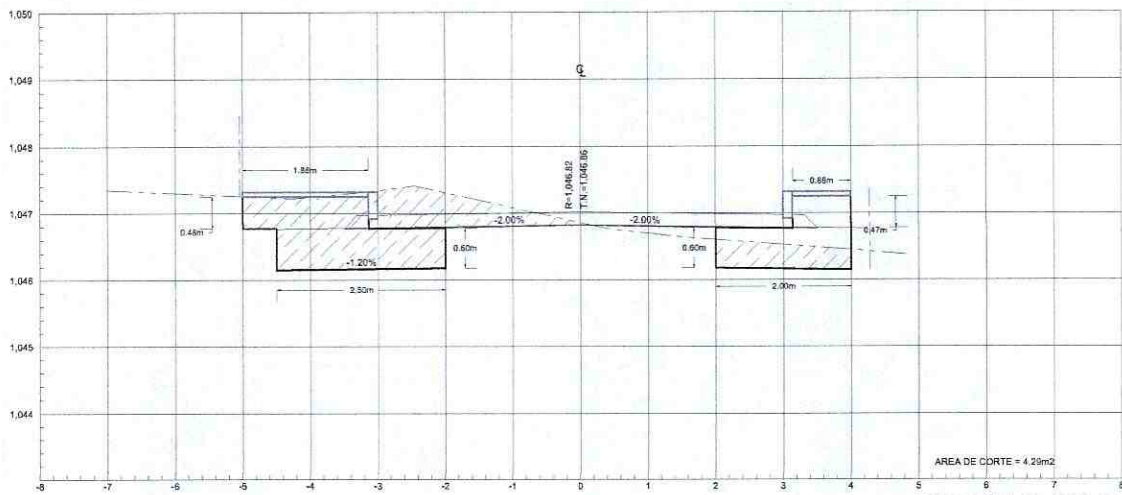 1,050
1,049
1,048
1,047
1,046
1,045
1,044
℄
R=1,046.82
T.N.=1,046.86
1.88m
0.86m
0.48m
0.47m
-2.00%
-2.00%
0.60m
0.60m
-1.20%
2.50m
2.00m
AREA DE CORTE = 4.29m2
-8 -7 -6 -5 -4 -3 -2 -1 0 1 2 3 4 5 6 7 8